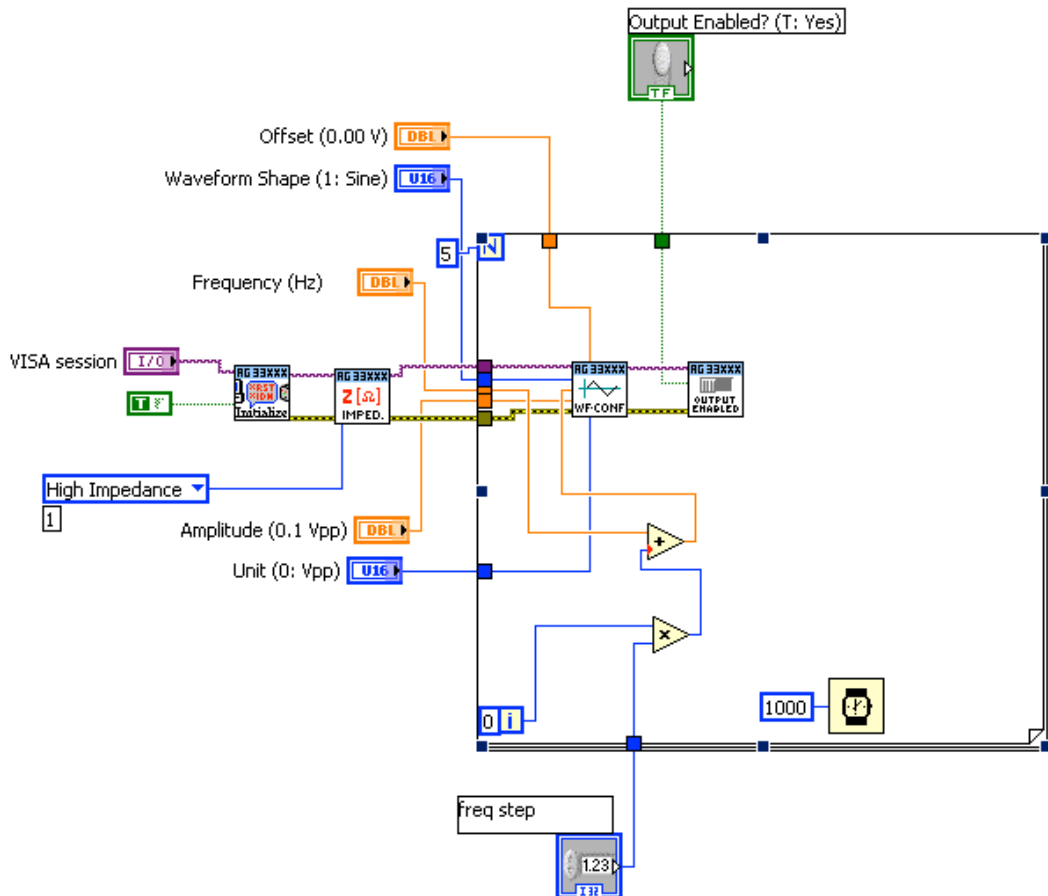 Output Enabled? (T: Yes)
TF
Offset (0.00 V) DBL
Waveform Shape (1: Sine) U16
5 N
Frequency (Hz) DBL
VISA session I/O
AG 33XXX
*RST
*IDN
Initialize
AG 33XXX
Z [Ω]
IMPED.
AG 33XXX
WF-CONF
AG 33XXX
OUTPUT
ENABLED
T F
High Impedance
1
Amplitude (0.1 Vpp) DBL
Unit (0: Vpp) U16
+
x
0 i
1000
freq step
1.23
I32